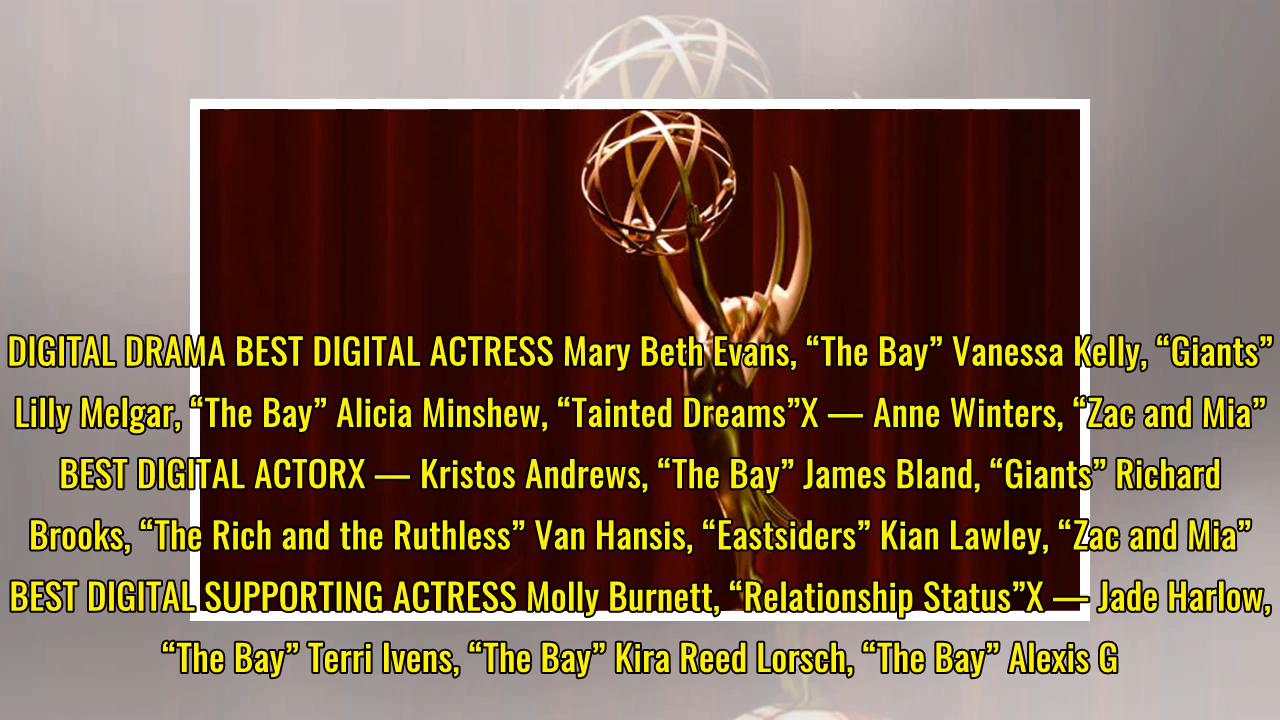 DIGITAL DRAMA BEST DIGITAL ACTRESS Mary Beth Evans, “The Bay” Vanessa Kelly, “Giants”
Lilly Melgar, “The Bay” Alicia Minshew, “Tainted Dreams”X — Anne Winters, “Zac and Mia”
BEST DIGITAL ACTORX — Kristos Andrews, “The Bay” James Bland, “Giants” Richard
Brooks, “The Rich and the Ruthless” Van Hansis, “Eastsiders” Kian Lawley, “Zac and Mia”
BEST DIGITAL SUPPORTING ACTRESS Molly Burnett, “Relationship Status”X — Jade Harlow,
“The Bay” Terri Ivens, “The Bay” Kira Reed Lorsch, “The Bay” Alexis G